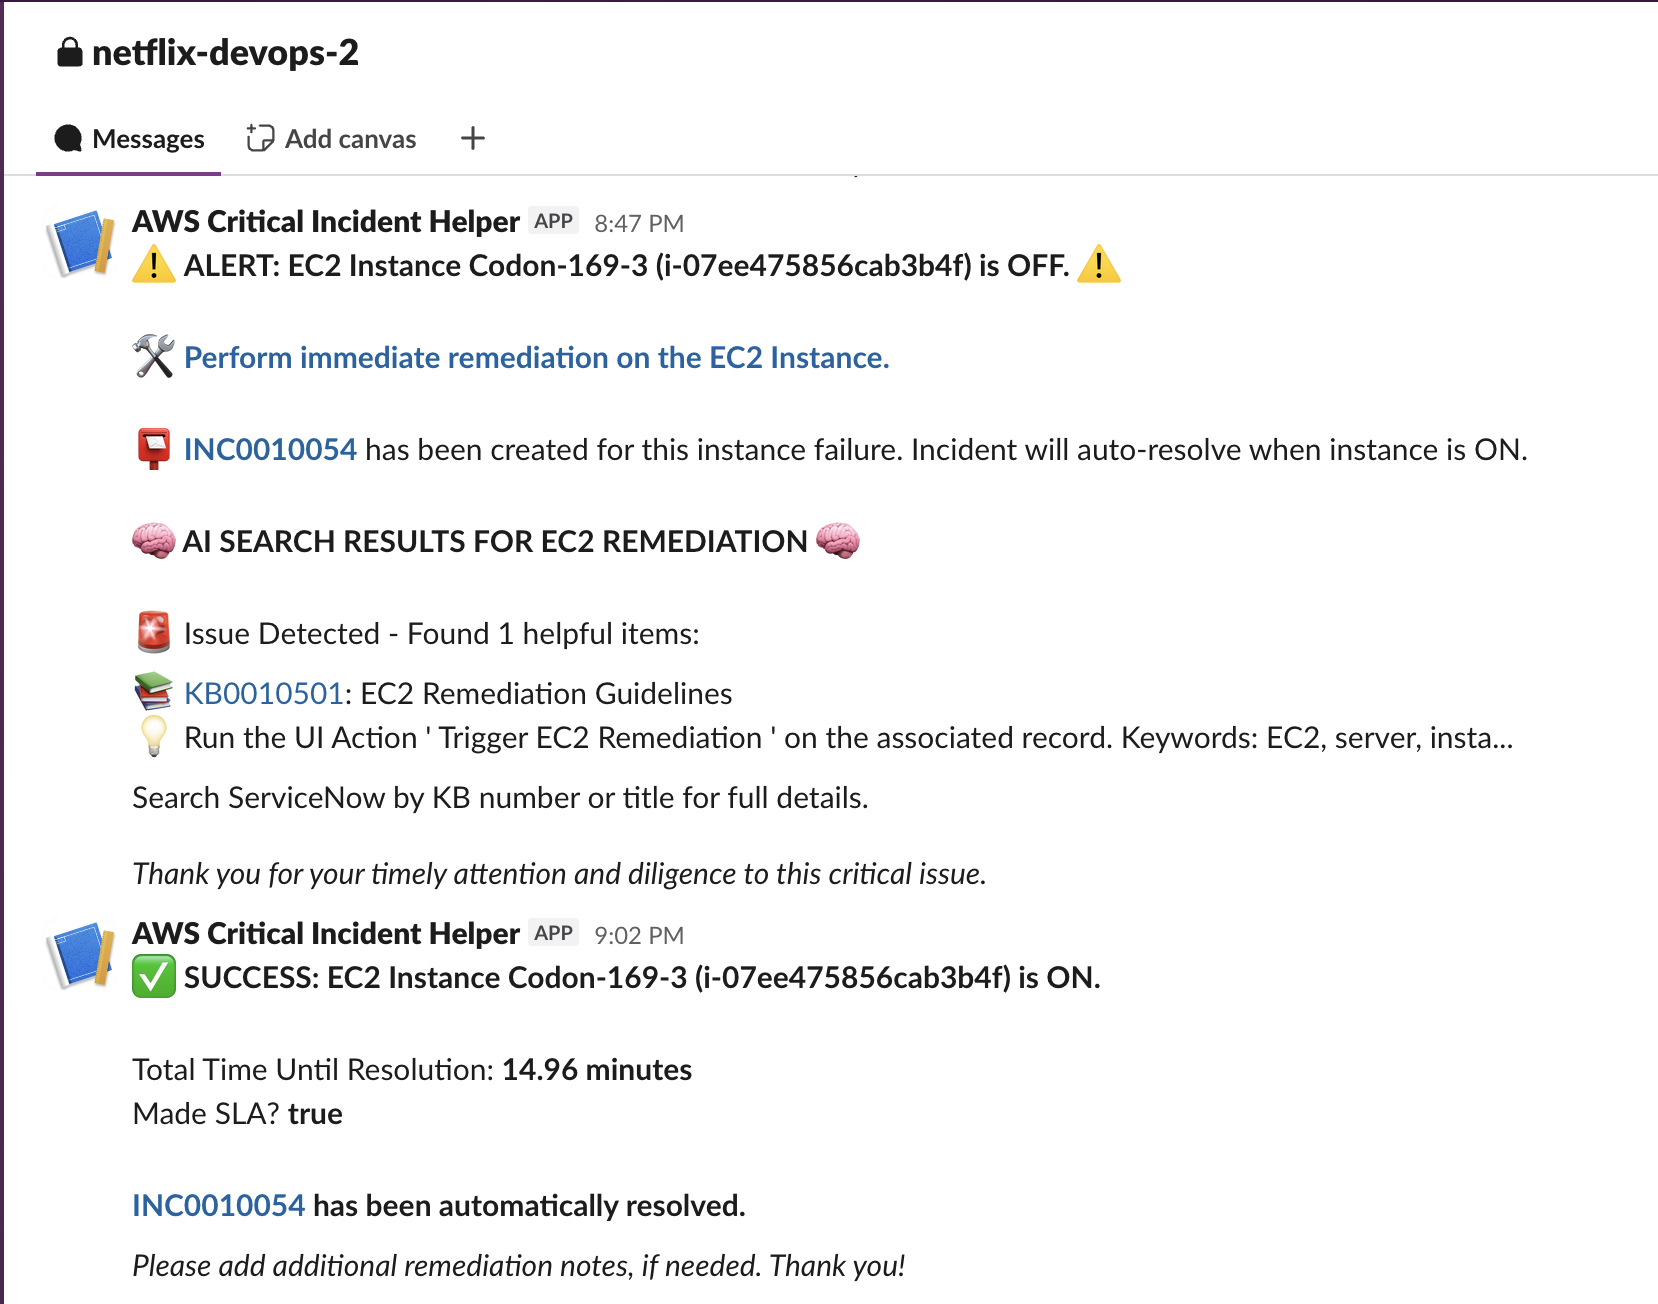 netflix-devops-2
Messages Add canvas +
AWS Critical Incident Helper APP 8:47 PM
ALERT: EC2 Instance Codon-169-3 (i-07ee475856cab3b4f) is OFF.
Perform immediate remediation on the EC2 Instance.
INC0010054 has been created for this instance failure. Incident will auto-resolve when instance is ON.
AI SEARCH RESULTS FOR EC2 REMEDIATION
Issue Detected - Found 1 helpful items:
KB0010501: EC2 Remediation Guidelines
Run the UI Action ' Trigger EC2 Remediation ' on the associated record. Keywords: EC2, server, insta...
Search ServiceNow by KB number or title for full details.
Thank you for your timely attention and diligence to this critical issue.
AWS Critical Incident Helper APP 9:02 PM
SUCCESS: EC2 Instance Codon-169-3 (i-07ee475856cab3b4f) is ON.
Total Time Until Resolution: 14.96 minutes
Made SLA? true
INC0010054 has been automatically resolved.
Please add additional remediation notes, if needed. Thank you!